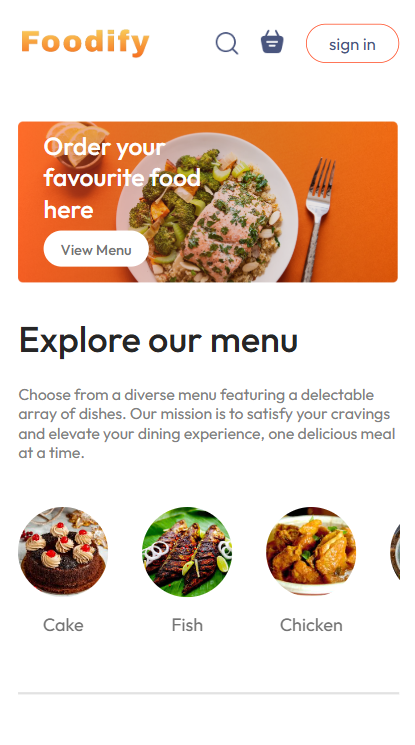 Foodify
sign in
Order your
favourite food
here
View Menu
Explore our menu
Choose from a diverse menu featuring a delectable
array of dishes. Our mission is to satisfy your cravings
and elevate your dining experience, one delicious meal
at a time.
Cake
Fish
Chicken